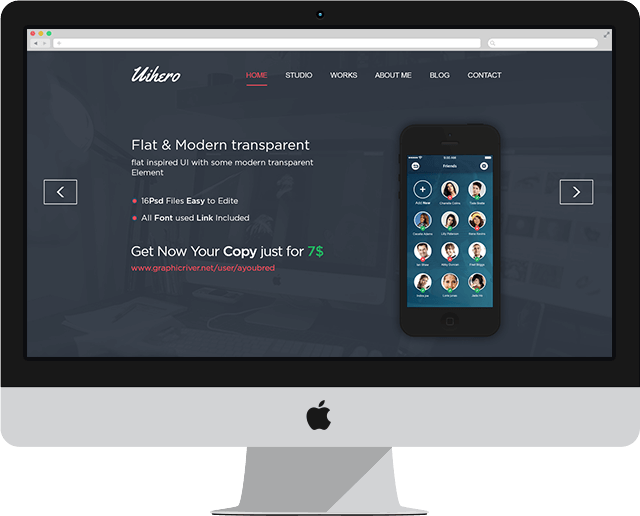 Uihero
HOME STUDIO WORKS ABOUT ME BLOG CONTACT
Flat & Modern transparent
flat inspired UI with some modern transparent
Element
16Psd Files Easy to Edite
All Font used Link Included
Get Now Your Copy just for 7$
www.graphicriver.net/user/ayoubred
Friends
Add New